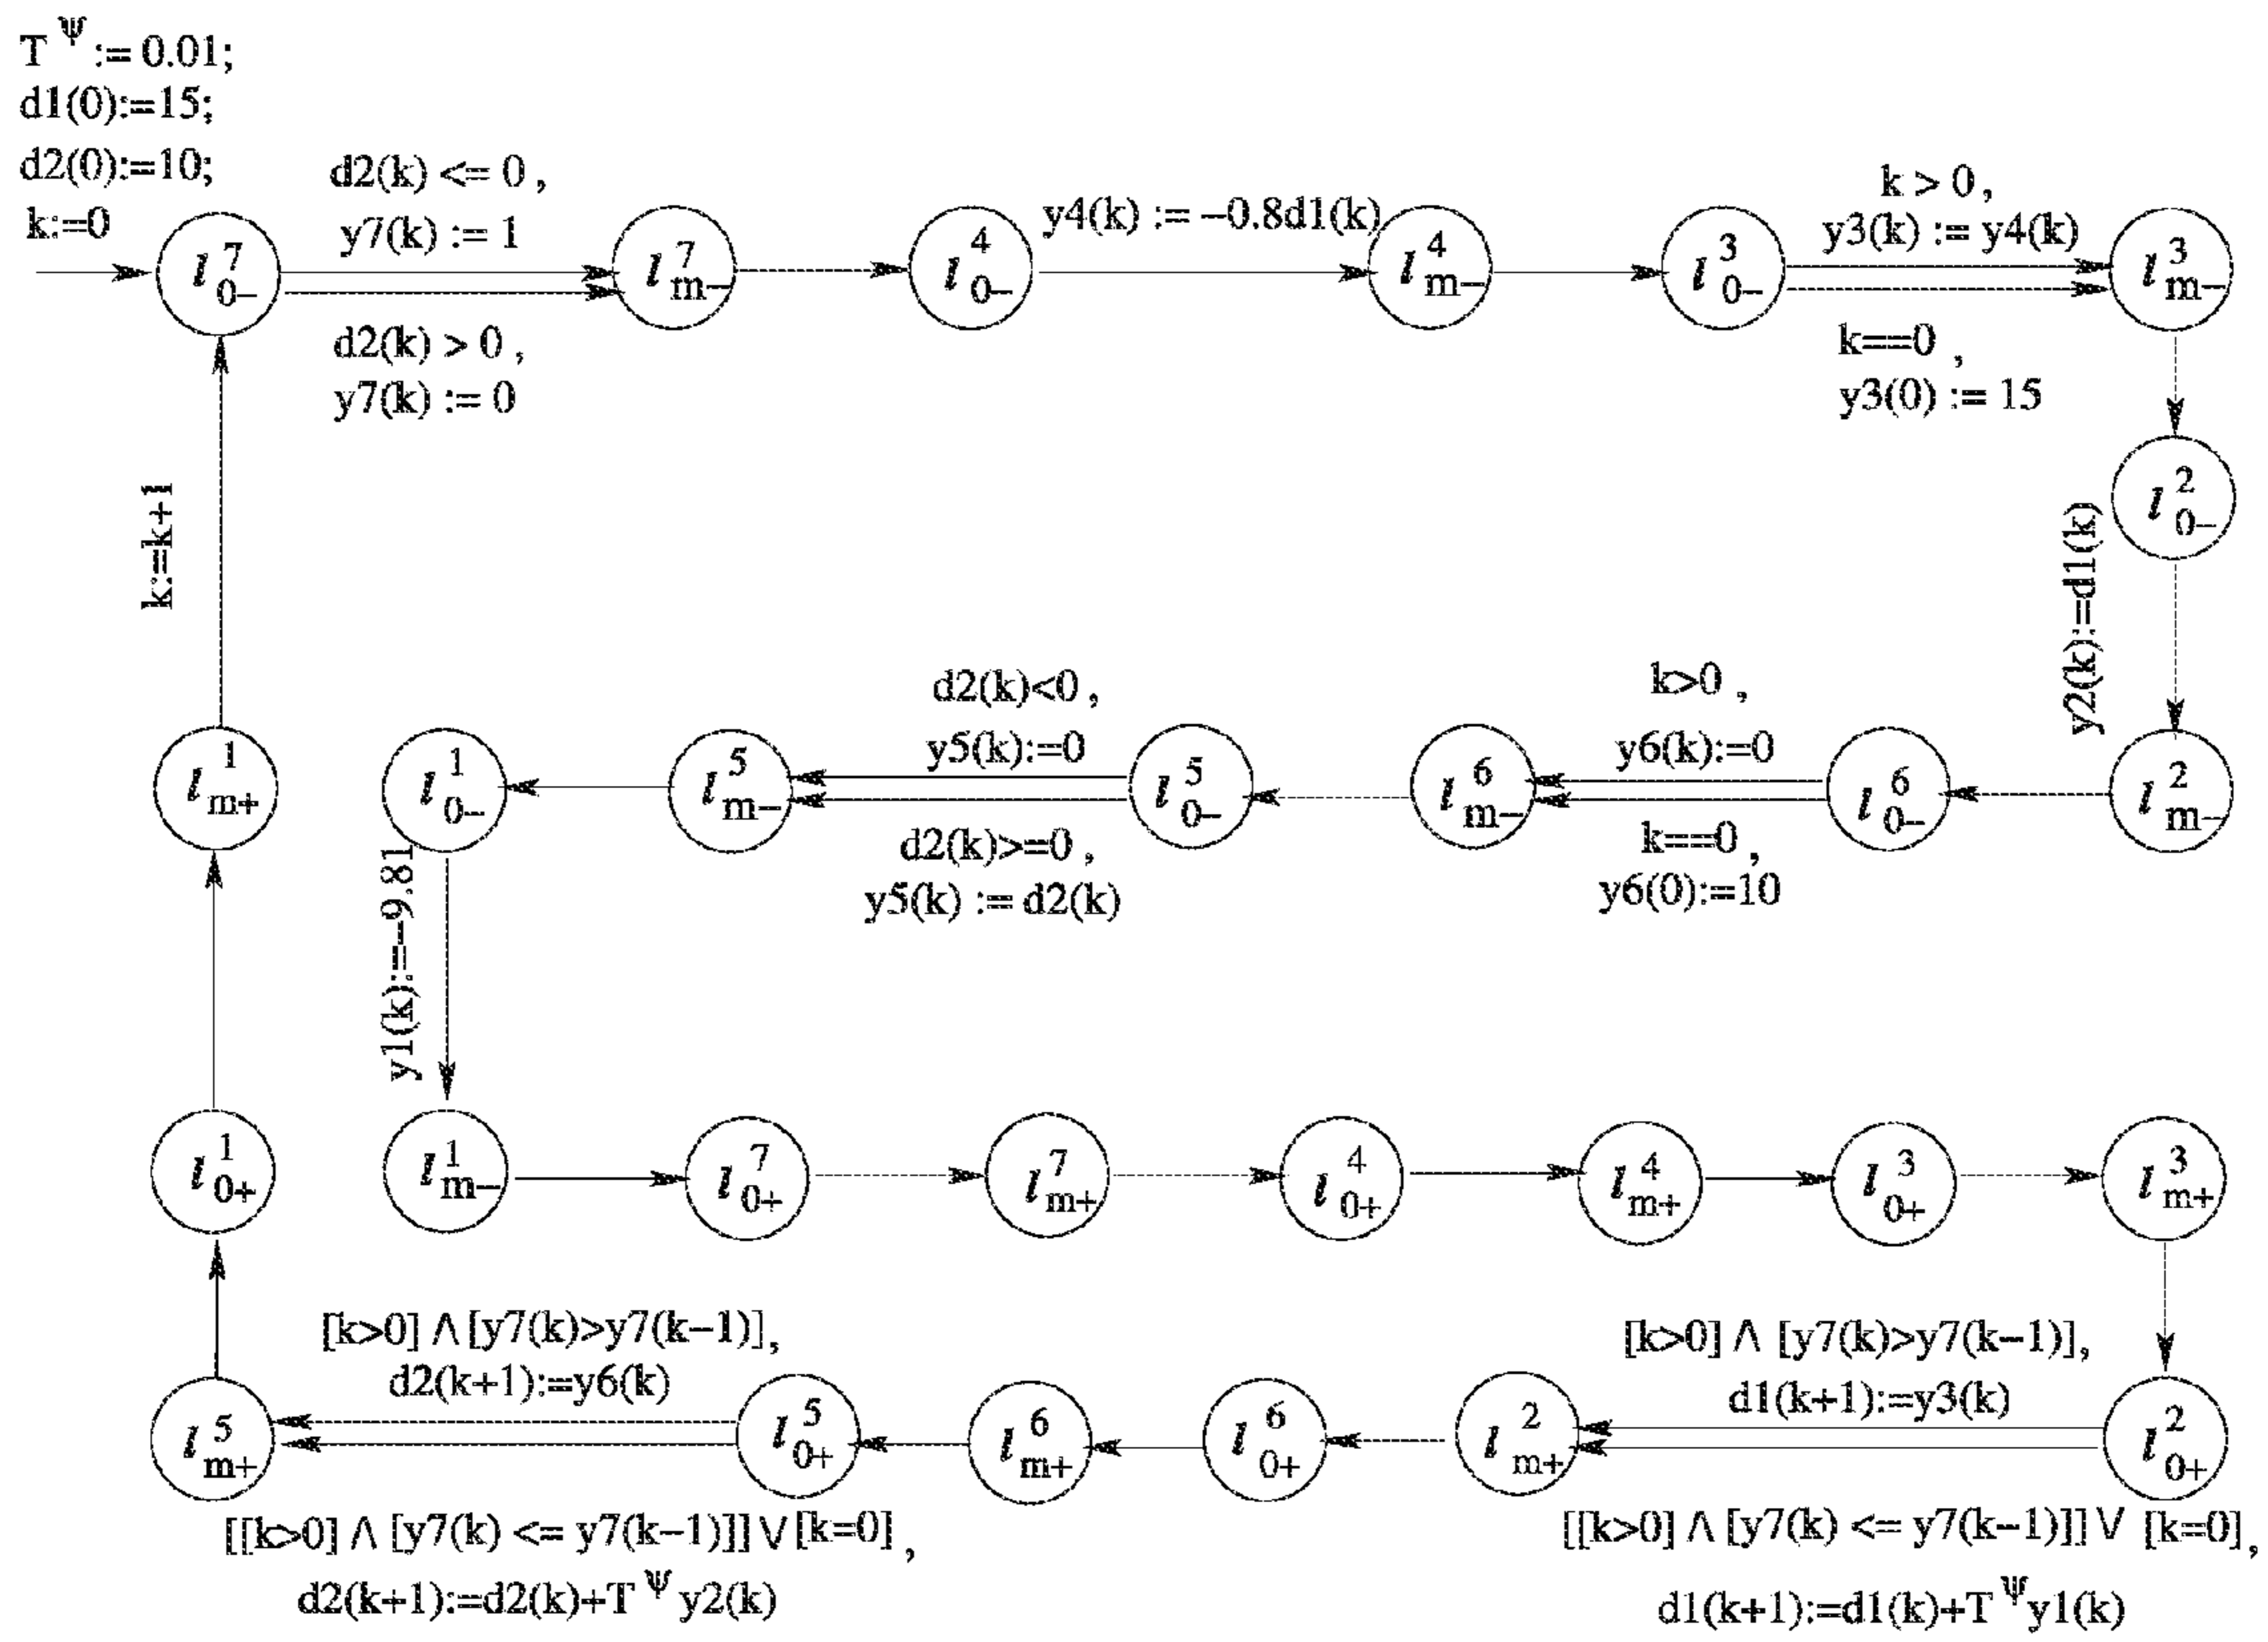 T^ψ := 0.01;
d1(0):=15;
d2(0):=10;
k:=0
d2(k) <= 0 ,
y7(k) := 1
d2(k) > 0 ,
y7(k) := 0
y4(k) := −0.8d1(k)
k > 0 ,
y3(k) := y4(k)
k==0 ,
y3(0) := 15
l^7_0−
l^7_m−
l^4_0−
l^4_m−
l^3_0−
l^3_m−
k:=k+1
l^2_0−
y2(k):=d1(k)
d2(k)<0 ,
y5(k):=0
k>0 ,
y6(k):=0
l^1_m+
l^1_0−
l^5_m−
l^5_0−
l^6_m−
l^6_0−
l^2_m−
d2(k)>=0 ,
y5(k) := d2(k)
k==0 ,
y6(0):=10
y1(k):=−9.81
l^1_0+
l^1_m−
l^7_0+
l^7_m+
l^4_0+
l^4_m+
l^3_0+
l^3_m+
[k>0] ∧ [y7(k)>y7(k−1)],
d2(k+1):=y6(k)
[k>0] ∧ [y7(k)>y7(k−1)],
d1(k+1):=y3(k)
l^5_m+
l^5_0+
l^6_m+
l^6_0+
l^2_m+
l^2_0+
[[k>0] ∧ [y7(k) <= y7(k−1)]] ∨ [k=0] ,
d2(k+1):=d2(k)+T^ψ y2(k)
[[k>0] ∧ [y7(k) <= y7(k−1)]] ∨ [k=0],
d1(k+1):=d1(k)+T^ψ y1(k)